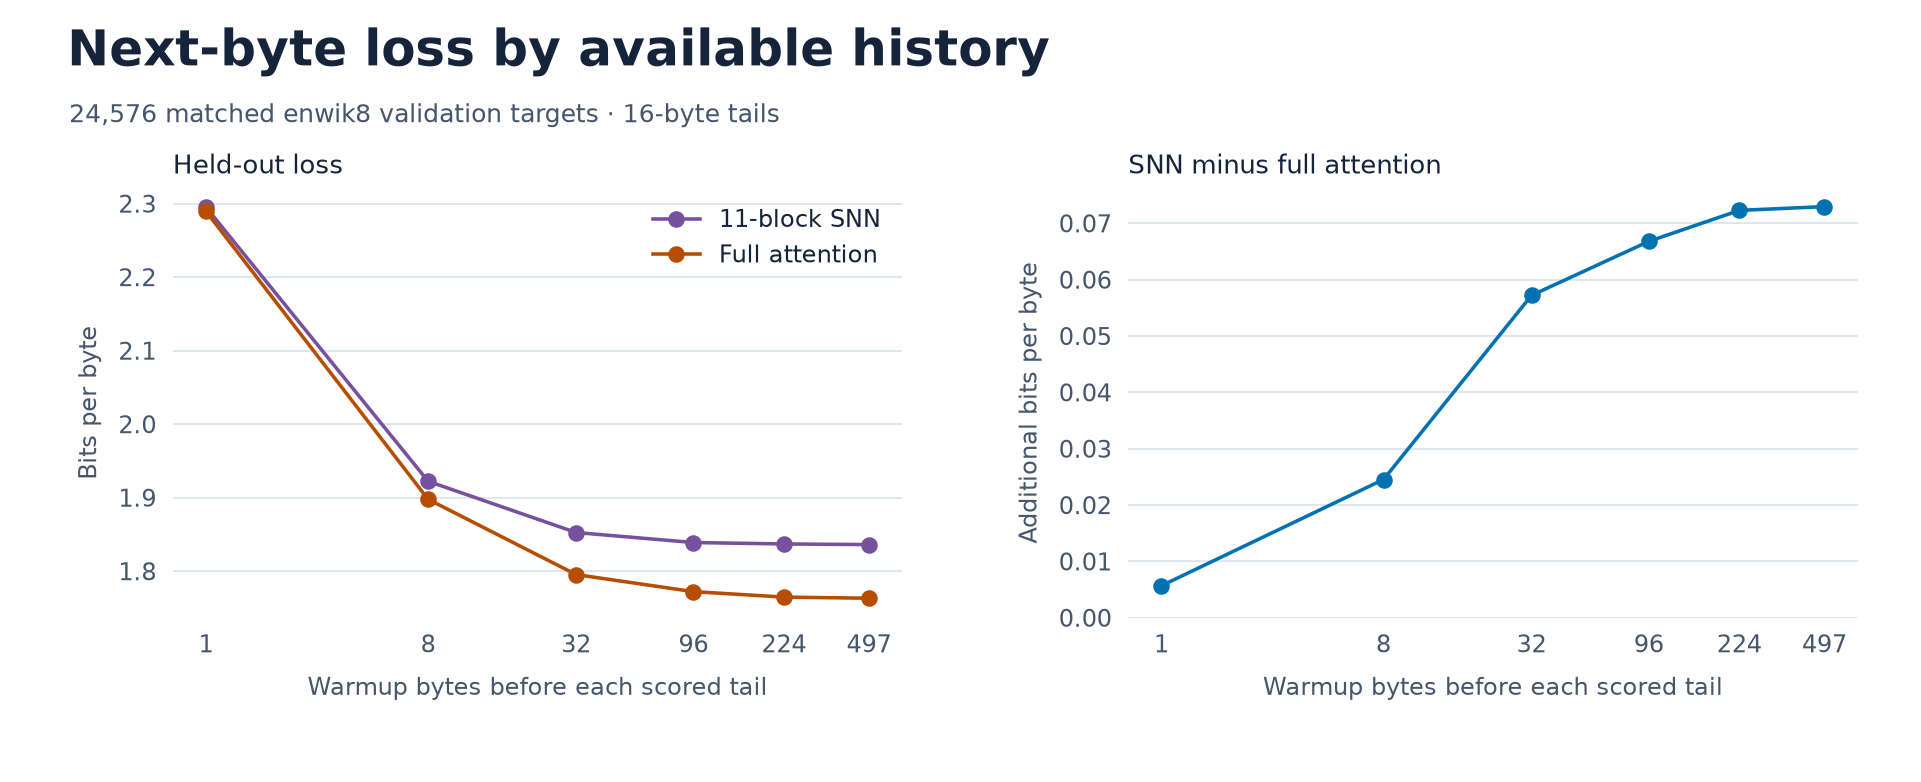 Next-byte loss by available history
24,576 matched enwik8 validation targets · 16-byte tails
Held-out loss
2.3
2.2
2.1
2.0
1.9
1.8
Bits per byte
11-block SNN
Full attention
1 8 32 96 224 497
Warmup bytes before each scored tail
SNN minus full attention
0.07
0.06
0.05
0.04
0.03
0.02
0.01
0.00
Additional bits per byte
1 8 32 96 224 497
Warmup bytes before each scored tail